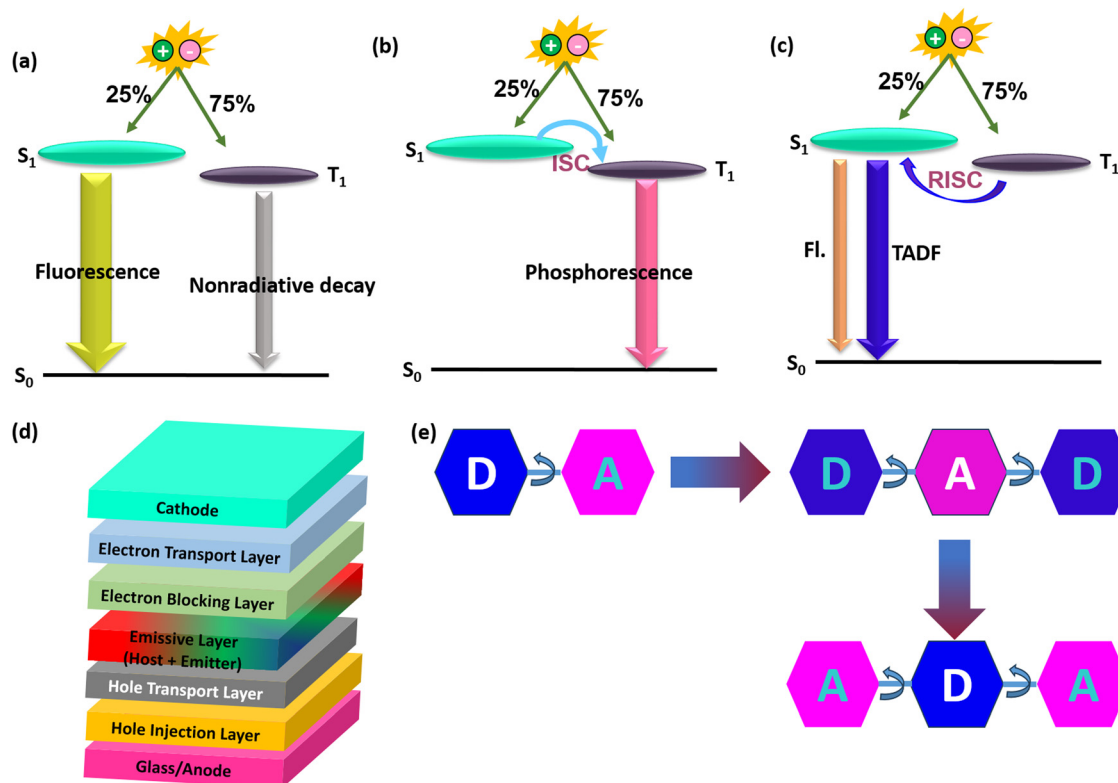 (a)
+ -
25%
75%
S1
T1
Fluorescence
Nonradiative decay
S0
(b)
+ -
25%
75%
S1
ISC
T1
Phosphorescence
(c)
+ -
25%
75%
S1
T1
RISC
Fl.
TADF
S0
(d)
Cathode
Electron Transport Layer
Electron Blocking Layer
Emissive Layer
(Host + Emitter)
Hole Transport Layer
Hole Injection Layer
Glass/Anode
(e)
D A
D A D
A D A